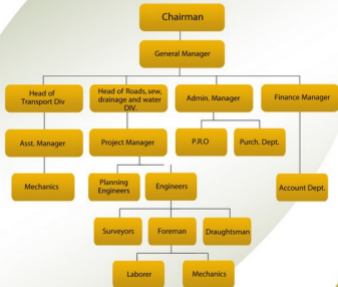 Chairman
General Manager
Head of
Transport Div
Head of Roads, sew,
drainage and water
DIV.
Admin. Manager
Finance Manager
Asst. Manager
Project Manager
P.R.O
Purch. Dept.
Mechanics
Planning
Engineers
Engineers
Account Dept.
Surveyors
Foreman
Draughtsman
Laborer
Mechanics